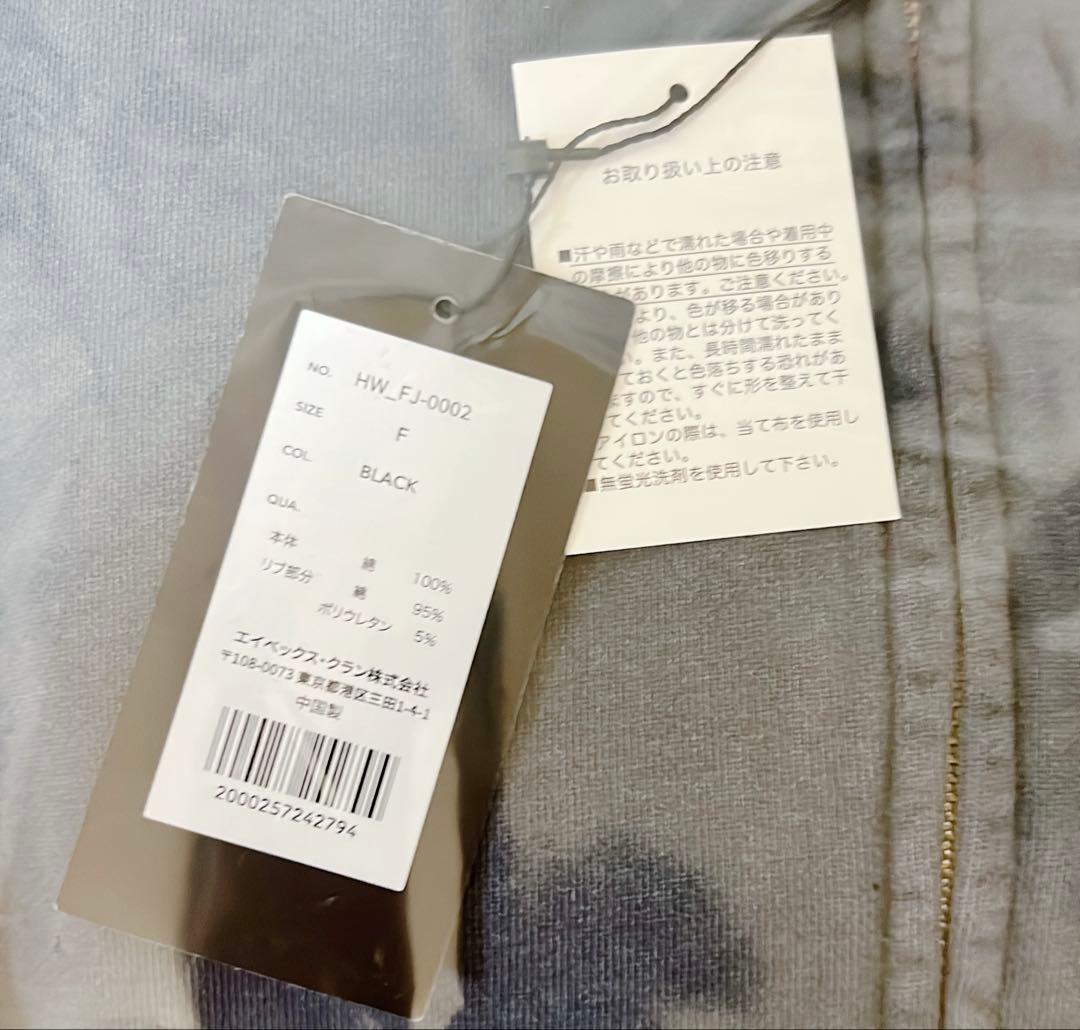 お取り扱い上の注意
■汗や雨などで濡れた場合や着用中
の摩擦により他の物に色移りする
があります。ご注意ください。
より、色が移る場合があり
他の物とは分けて洗ってく
い。また、長時間濡れたまま
ておくと色落ちする恐れがあ
ますので、すぐに形を整えて干
てください。
アイロンの際は、当て布を使用し
てください。
■無蛍光洗剤を使用して下さい。
NO. HW_FJ-0002
SIZE F
COL. BLACK
QUA.
本体 綿 100%
リブ部分 綿 95%
ポリウレタン 5%
エイベックス・クラン株式会社
〒108-0073 東京都港区三田1-4-1
中国製
2000257242794